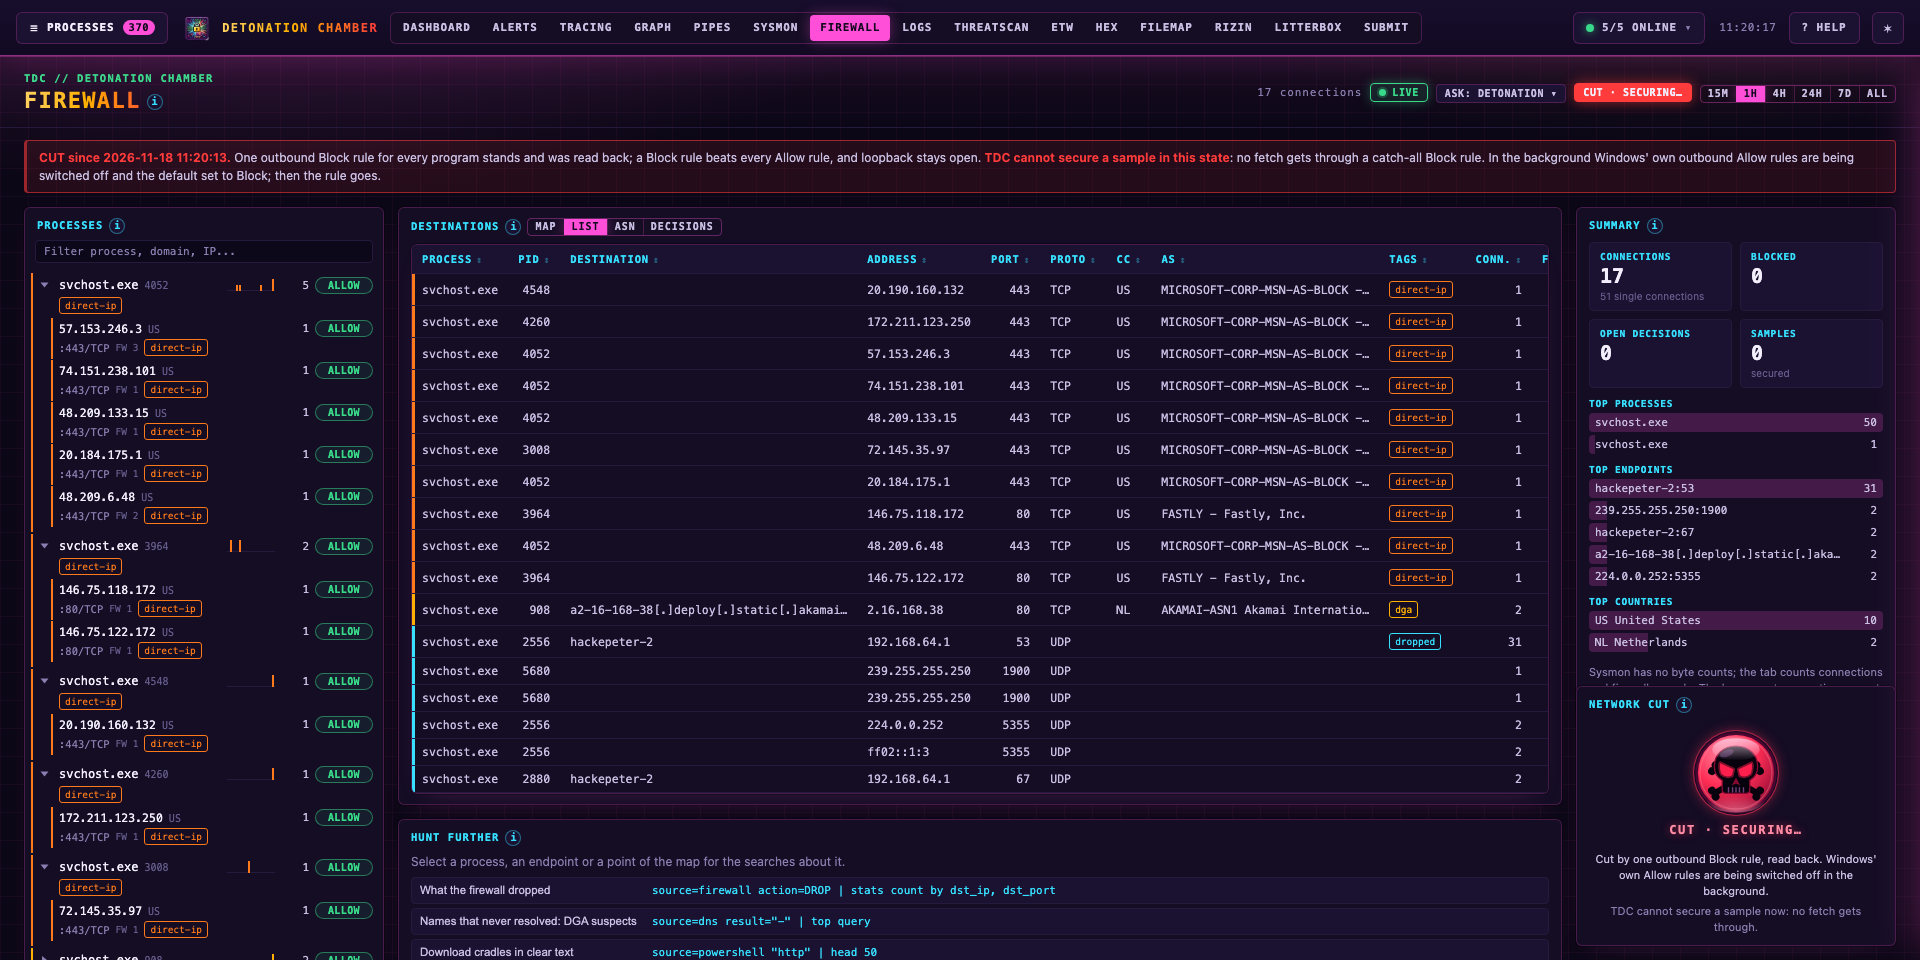 ≡ PROCESSES 370
DETONATION CHAMBER
DASHBOARD ALERTS TRACING GRAPH PIPES SYSMON FIREWALL LOGS THREATSCAN ETW HEX FILEMAP RIZIN LITTERBOX SUBMIT
5/5 ONLINE ▾ 11:20:17 ? HELP ✶
TDC // DETONATION CHAMBER
FIREWALL i
17 connections LIVE ASK: DETONATION ▾ CUT · SECURING… 15M 1H 4H 24H 7D ALL
CUT since 2026-11-18 11:20:13. One outbound Block rule for every program stands and was read back; a Block rule beats every Allow rule, and loopback stays open. TDC cannot secure a sample in this state: no fetch gets through a catch-all Block rule. In the background Windows' own outbound Allow rules are being
switched off and the default set to Block; then the rule goes.
PROCESSES i
Filter process, domain, IP...
svchost.exe 4052 5 ALLOW
direct-ip
57.153.246.3 US 1 ALLOW
:443/TCP FW 3 direct-ip
74.151.238.101 US 1 ALLOW
:443/TCP FW 1 direct-ip
48.209.133.15 US 1 ALLOW
:443/TCP FW 1 direct-ip
20.184.175.1 US 1 ALLOW
:443/TCP FW 1 direct-ip
48.209.6.48 US 1 ALLOW
:443/TCP FW 2 direct-ip
svchost.exe 3964 2 ALLOW
direct-ip
146.75.118.172 US 1 ALLOW
:80/TCP FW 1 direct-ip
146.75.122.172 US 1 ALLOW
:80/TCP FW 1 direct-ip
svchost.exe 4548 1 ALLOW
direct-ip
20.190.160.132 US 1 ALLOW
:443/TCP FW 1 direct-ip
svchost.exe 4260 1 ALLOW
direct-ip
172.211.123.250 US 1 ALLOW
:443/TCP FW 1 direct-ip
svchost.exe 3008 1 ALLOW
direct-ip
72.145.35.97 US 1 ALLOW
:443/TCP FW 1 direct-ip
svchost.exe 908 2 ALLOW
DESTINATIONS i MAP LIST ASN DECISIONS
PROCESS PID DESTINATION ADDRESS PORT PROTO CC AS TAGS CONN. F
svchost.exe 4548 20.190.160.132 443 TCP US MICROSOFT-CORP-MSN-AS-BLOCK -… direct-ip 1
svchost.exe 4260 172.211.123.250 443 TCP US MICROSOFT-CORP-MSN-AS-BLOCK -… direct-ip 1
svchost.exe 4052 57.153.246.3 443 TCP US MICROSOFT-CORP-MSN-AS-BLOCK -… direct-ip 1
svchost.exe 4052 74.151.238.101 443 TCP US MICROSOFT-CORP-MSN-AS-BLOCK -… direct-ip 1
svchost.exe 4052 48.209.133.15 443 TCP US MICROSOFT-CORP-MSN-AS-BLOCK -… direct-ip 1
svchost.exe 3008 72.145.35.97 443 TCP US MICROSOFT-CORP-MSN-AS-BLOCK -… direct-ip 1
svchost.exe 4052 20.184.175.1 443 TCP US MICROSOFT-CORP-MSN-AS-BLOCK -… direct-ip 1
svchost.exe 3964 146.75.118.172 80 TCP US FASTLY - Fastly, Inc. direct-ip 1
svchost.exe 4052 48.209.6.48 443 TCP US MICROSOFT-CORP-MSN-AS-BLOCK -… direct-ip 1
svchost.exe 3964 146.75.122.172 80 TCP US FASTLY - Fastly, Inc. direct-ip 1
svchost.exe 908 a2-16-168-38[.]deploy[.]static[.]akamai… 2.16.168.38 80 TCP NL AKAMAI-ASN1 Akamai Internatio… dga 2
svchost.exe 2556 hackepeter-2 192.168.64.1 53 UDP dropped 31
svchost.exe 5680 239.255.255.250 1900 UDP 1
svchost.exe 5680 239.255.255.250 1900 UDP 1
svchost.exe 2556 224.0.0.252 5355 UDP 2
svchost.exe 2556 ff02::1:3 5355 UDP 2
svchost.exe 2880 hackepeter-2 192.168.64.1 67 UDP 2
HUNT FURTHER i
Select a process, an endpoint or a point of the map for the searches about it.
What the firewall dropped source=firewall action=DROP | stats count by dst_ip, dst_port
Names that never resolved: DGA suspects source=dns result="-" | top query
Download cradles in clear text source=powershell "http" | head 50
SUMMARY i
CONNECTIONS
17
51 single connections
BLOCKED
0
OPEN DECISIONS
0
SAMPLES
0
secured
TOP PROCESSES
svchost.exe 50
svchost.exe 1
TOP ENDPOINTS
hackepeter-2:53 31
239.255.255.250:1900 2
hackepeter-2:67 2
a2-16-168-38[.]deploy[.]static[.]aka… 2
224.0.0.252:5355 2
TOP COUNTRIES
US United States 10
NL Netherlands 2
Sysmon has no byte counts; the tab counts connections
NETWORK CUT i
CUT · SECURING…
Cut by one outbound Block rule, read back. Windows'
own Allow rules are being switched off in the
background.
TDC cannot secure a sample now: no fetch gets
through.